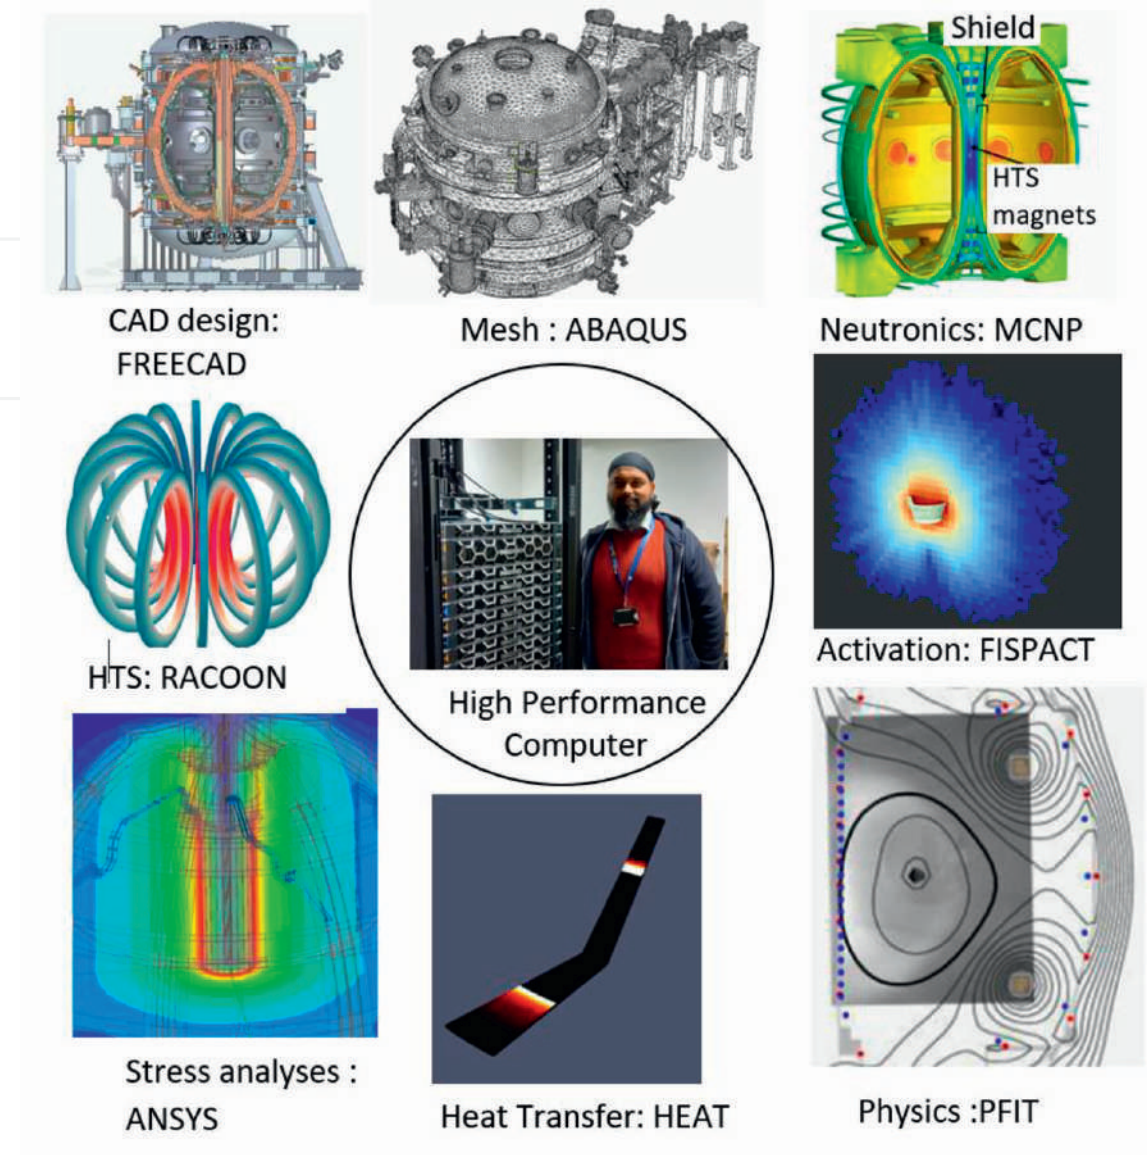 Shield
HTS
magnets
CAD design:
FREECAD
Mesh : ABAQUS
Neutronics: MCNP
HTS: RACOON
High Performance
Computer
Activation: FISPACT
Stress analyses :
ANSYS
Heat Transfer: HEAT
Physics :PFIT